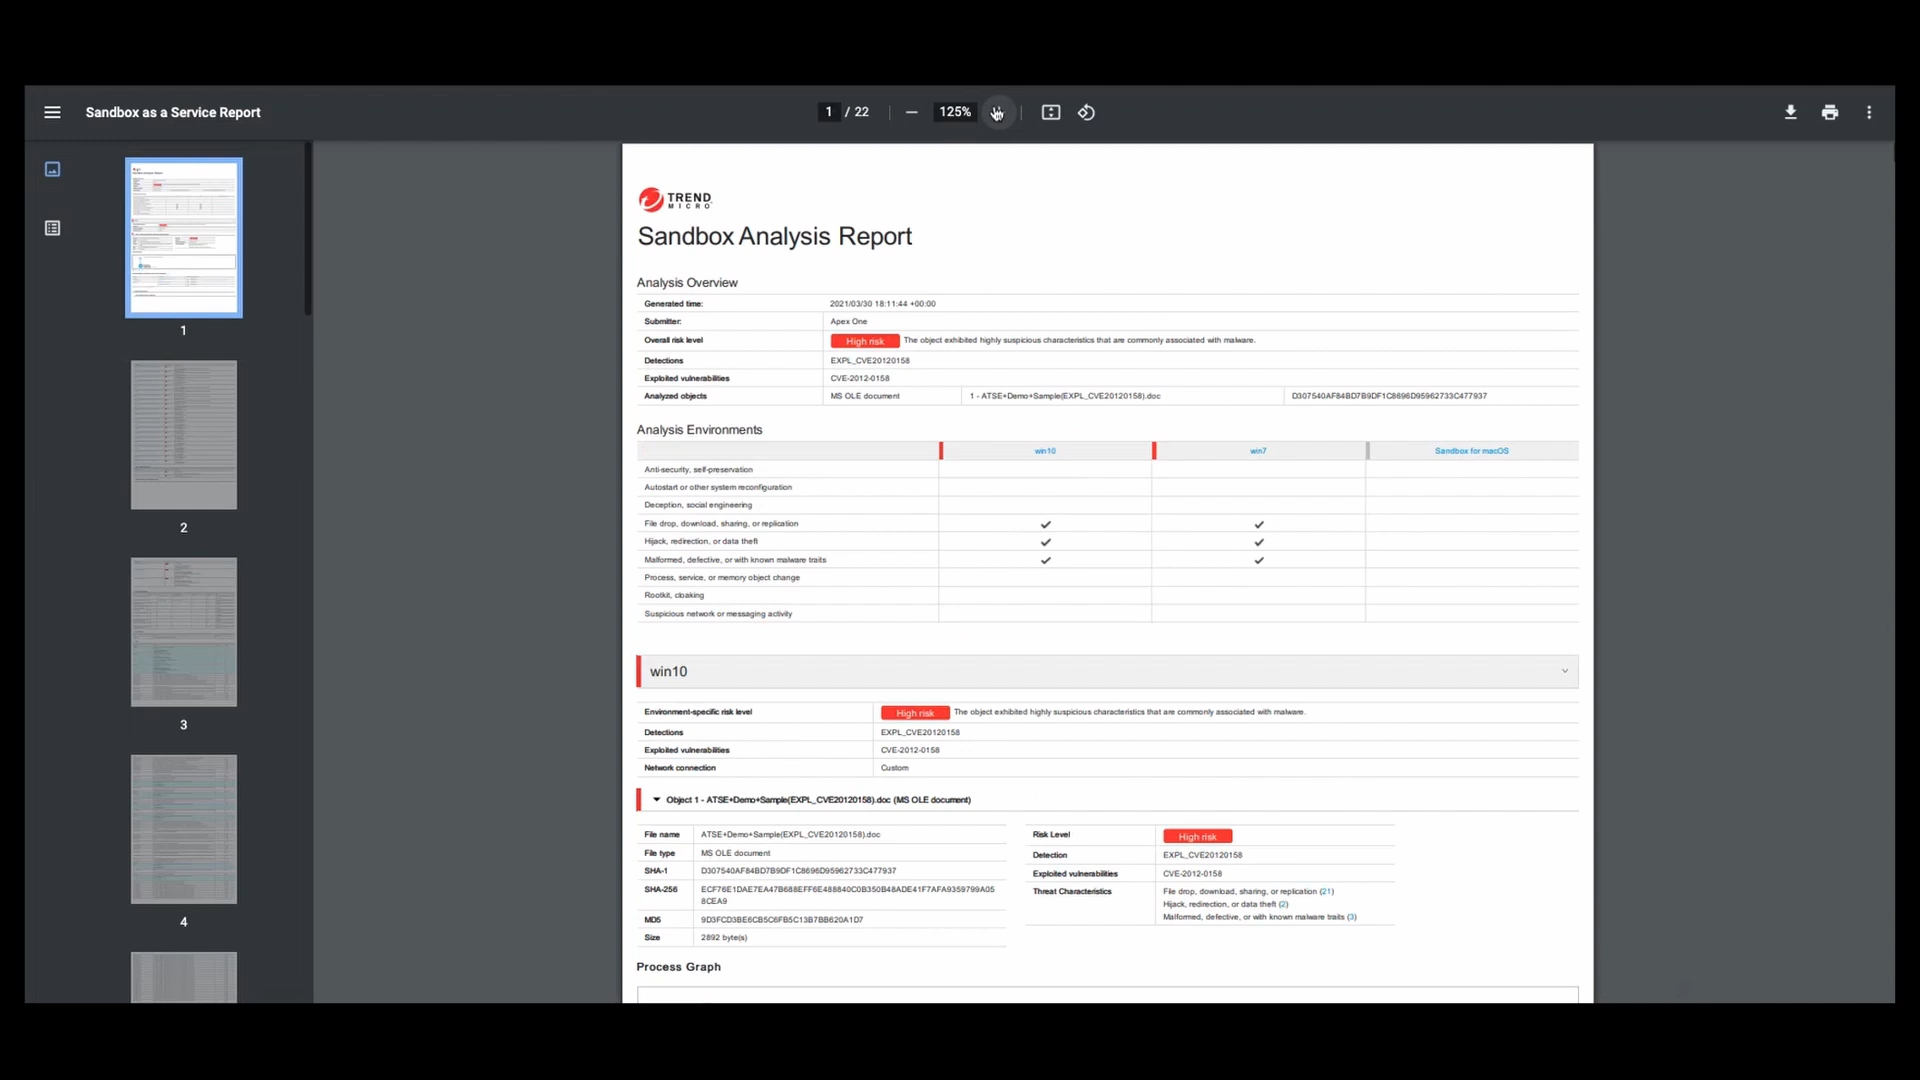 Sandbox as a Service Report
1 / 22
125%
1
2
3
4
TREND
MICRO
Sandbox Analysis Report
Analysis Overview
Generated time: 2021/03/30 18:11:44 +00:00
Submitter: Apex One
Overall risk level High risk The object exhibited highly suspicious characteristics that are commonly associated with malware.
Detections EXPL_CVE20120158
Exploited vulnerabilities CVE-2012-0158
Analyzed objects MS OLE document 1 - ATSE+Demo+Sample(EXPL_CVE20120158).doc D307540AF84BD7B9DF1C8696D95962733C477937
Analysis Environments
win10 win7 Sandbox for macOS
Anti-security, self-preservation
Autostart or other system reconfiguration
Deception, social engineering
File drop, download, sharing, or replication ✓ ✓
Hijack, redirection, or data theft ✓ ✓
Malformed, defective, or with known malware traits ✓ ✓
Process, service, or memory object change
Rootkit, cloaking
Suspicious network or messaging activity
win10
Environment-specific risk level High risk The object exhibited highly suspicious characteristics that are commonly associated with malware.
Detections EXPL_CVE20120158
Exploited vulnerabilities CVE-2012-0158
Network connection Custom
Object 1 - ATSE+Demo+Sample(EXPL_CVE20120158).doc (MS OLE document)
File name ATSE+Demo+Sample(EXPL_CVE20120158).doc
File type MS OLE document
SHA-1 D307540AF84BD7B9DF1C8696D95962733C477937
SHA-256 ECF76E1DAE7EA47B688EFF6E488840C0B350B48ADE41F7AFA9359799A05
8CEA9
MD5 9D3FCD3BE6CB5C6FB5C13B7BB620A1D7
Size 2892 byte(s)
Risk Level High risk
Detection EXPL_CVE20120158
Exploited vulnerabilities CVE-2012-0158
Threat Characteristics File drop, download, sharing, or replication (21)
Hijack, redirection, or data theft (2)
Malformed, defective, or with known malware traits (3)
Process Graph